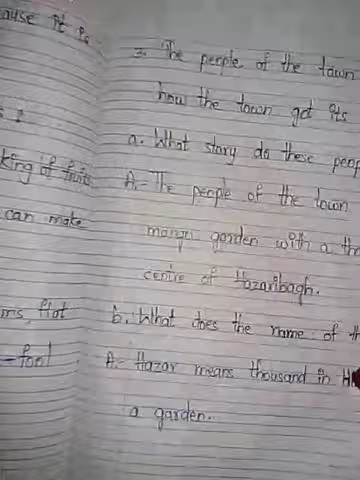 ause it is
king of fruits
can make
ms, flat
- fool
3. The people of the town
how the town got its
a. What story do these peop
A.- The people of the town
mango garden with a th
centre of Hazaribagh.
b. What does the name of th
A.- Hazar means thousand in H
a garden.